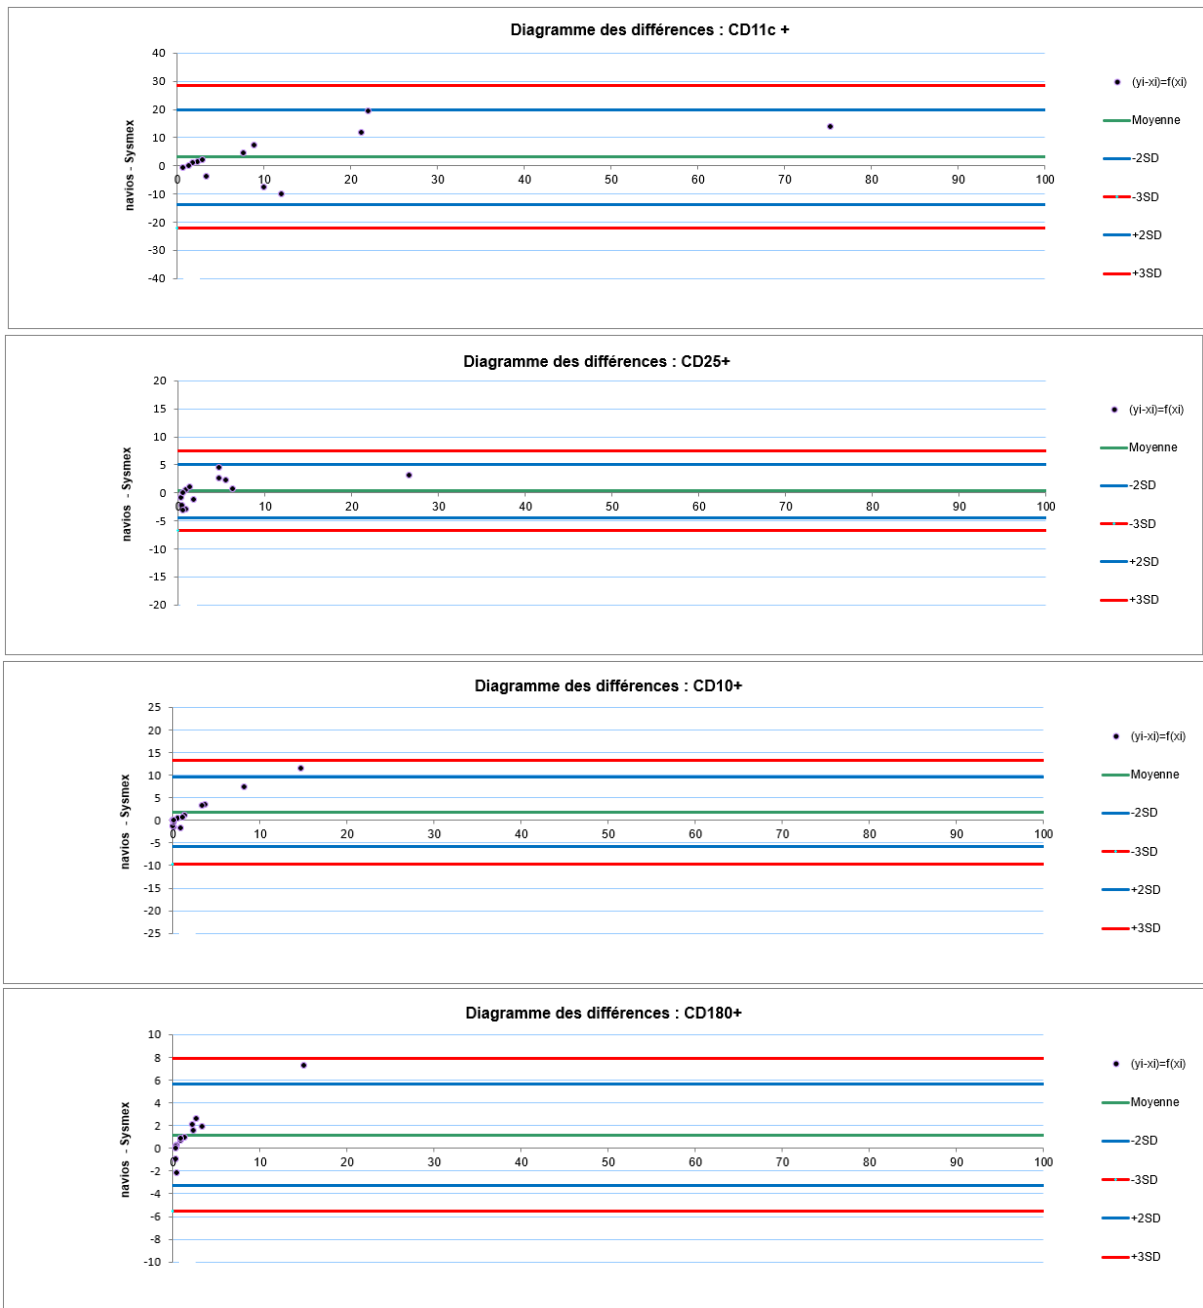 Diagramme des différences : CD11c +
navios - Sysmex
40
30
20
10
0
-10
-20
-30
-40
0 10 20 30 40 50 60 70 80 90 100
(yi-xi)=f(xi)
Moyenne
-2SD
-3SD
+2SD
+3SD
Diagramme des différences : CD25+
navios - Sysmex
20
15
10
5
0
-5
-10
-15
-20
0 10 20 30 40 50 60 70 80 90 100
(yi-xi)=f(xi)
Moyenne
-2SD
-3SD
+2SD
+3SD
Diagramme des différences : CD10+
navios - Sysmex
25
20
15
10
5
0
-5
-10
-15
-20
-25
0 10 20 30 40 50 60 70 80 90 100
(yi-xi)=f(xi)
Moyenne
-2SD
-3SD
+2SD
+3SD
Diagramme des différences : CD180+
navios - Sysmex
10
8
6
4
2
0
-2
-4
-6
-8
-10
0 10 20 30 40 50 60 70 80 90 100
(yi-xi)=f(xi)
Moyenne
-2SD
-3SD
+2SD
+3SD